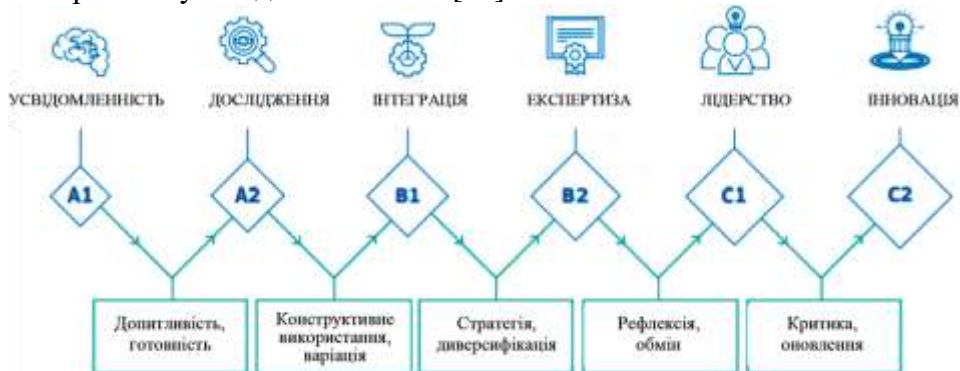 УСВІДОМЛЕННІСТЬ
ДОСЛІДЖЕННЯ
ІНТЕГРАЦІЯ
ЕКСПЕРТИЗА
ЛІДЕРСТВО
ІННОВАЦІЯ
A1
A2
B1
B2
C1
C2
Допитливість,
готовність
Конструктивне
використання,
варіація
Стратегія,
диверсифікація
Рефлексія,
обмін
Критика,
оновлення